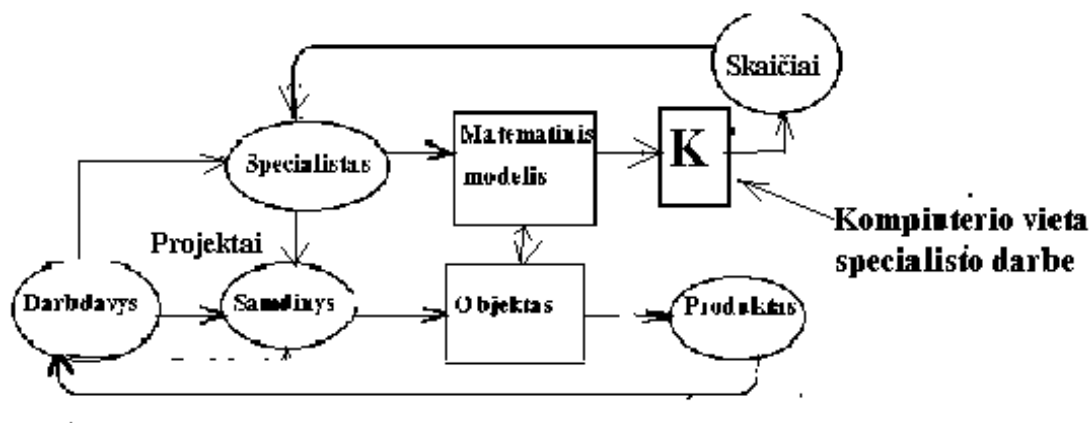 Skaičiai
Specialistas
Matematinis
modelis
K
Kompiuterio vieta
specialisto darbe
Projektai
Darbdavys
Samdinys
Objektas
Produktas